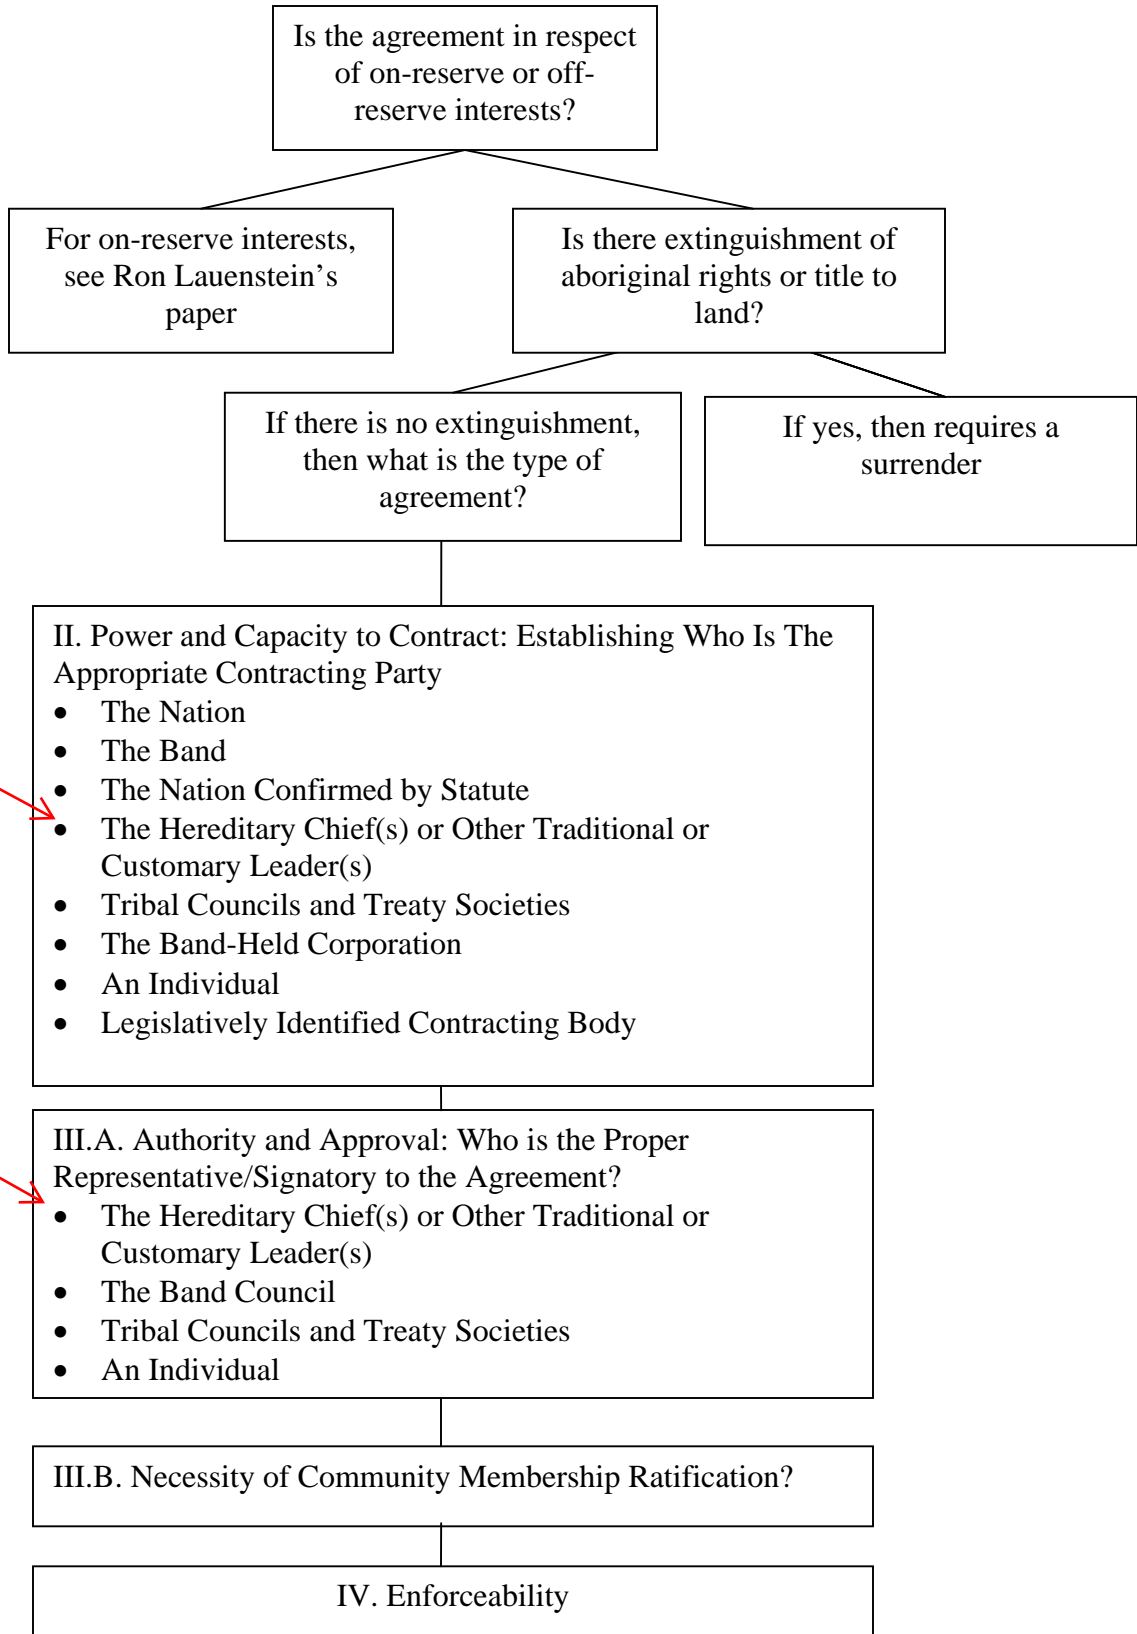 Is the agreement in respect
of on-reserve or off-
reserve interests?
For on-reserve interests,
see Ron Lauenstein’s
paper
Is there extinguishment of
aboriginal rights or title to
land?
If there is no extinguishment,
then what is the type of
agreement?
If yes, then requires a
surrender
II. Power and Capacity to Contract: Establishing Who Is The
Appropriate Contracting Party
• The Nation
• The Band
• The Nation Confirmed by Statute
• The Hereditary Chief(s) or Other Traditional or
Customary Leader(s)
• Tribal Councils and Treaty Societies
• The Band-Held Corporation
• An Individual
• Legislatively Identified Contracting Body
III.A. Authority and Approval: Who is the Proper
Representative/Signatory to the Agreement?
• The Hereditary Chief(s) or Other Traditional or
Customary Leader(s)
• The Band Council
• Tribal Councils and Treaty Societies
• An Individual
III.B. Necessity of Community Membership Ratification?
IV. Enforceability